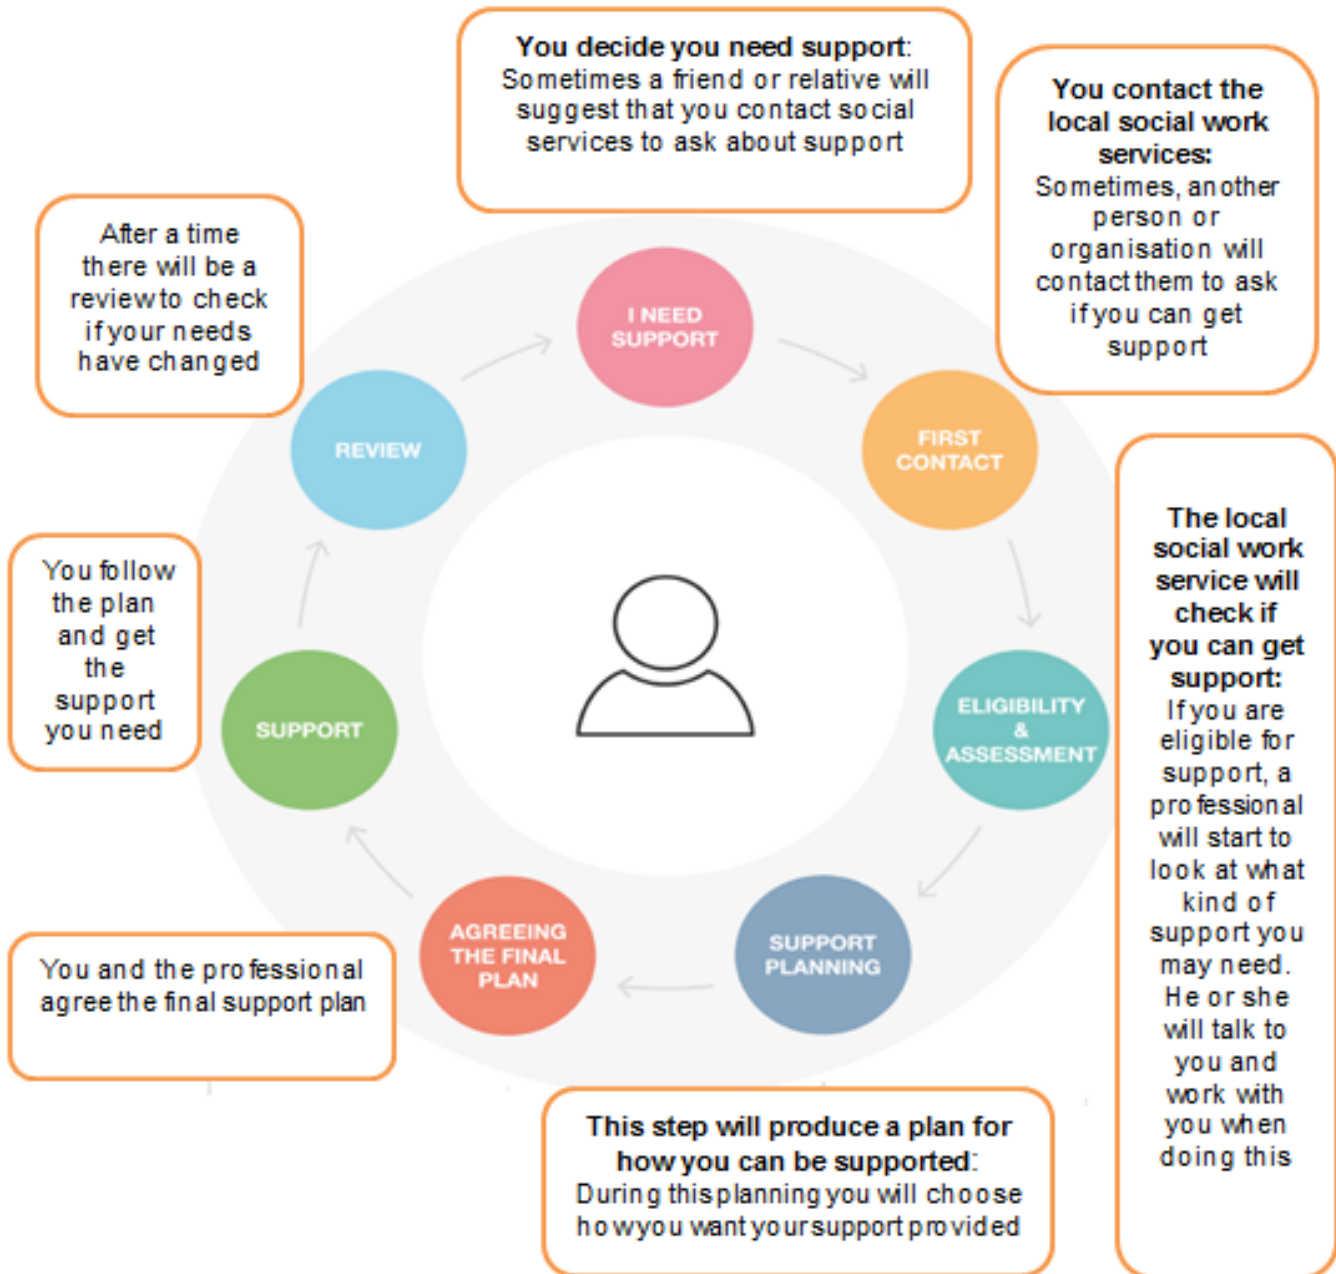 You decide you need support:
Sometimes a friend or relative will
suggest that you contact social
services to ask about support
You contact the
local social work
services:
Sometimes, another
person or
organisation will
contact them to ask
if you can get
support
After a time
there will be a
review to check
if your needs
have changed
I NEED
SUPPORT
FIRST
CONTACT
REVIEW
The local
social work
service will
check if
you can get
support:
If you are
eligible for
support, a
professional
will start to
look at what
kind of
support you
may need.
He or she
will talk to
you and
work with
you when
doing this
You follow
the plan
and get
the
support
you need
ELIGIBILITY
&
ASSESSMENT
SUPPORT
AGREEING
THE FINAL
PLAN
SUPPORT
PLANNING
You and the professional
agree the final support plan
This step will produce a plan for
how you can be supported:
During this planning you will choose
how you want your support provided